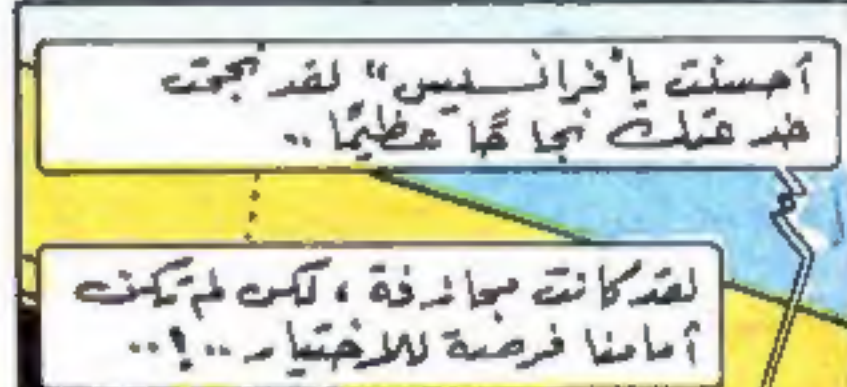 أحسنت يا "فرانسيس" لقد نجحت
خدعتك نجاحًا عظيمًا ..
لقد كانت مجازفة ، لكن لم تكن
أمامنا فرصة للاختيار .. ! ..